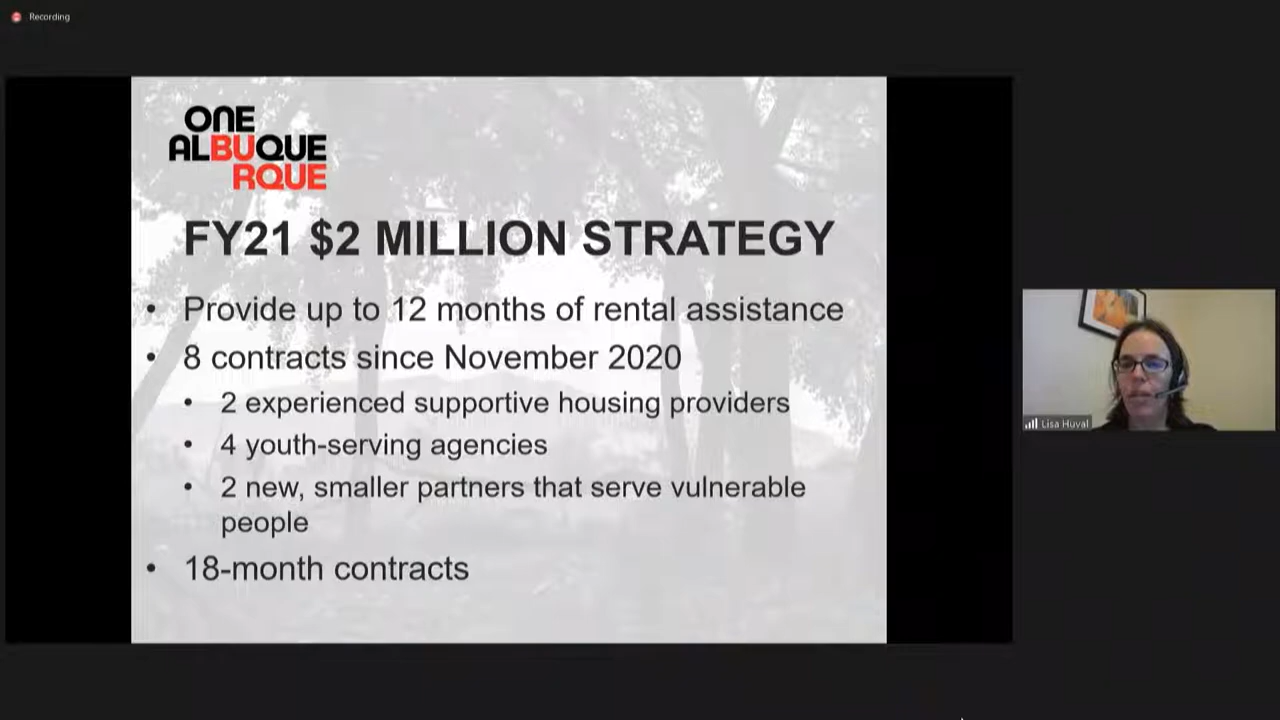 Recording
ONE
ALBUQUE
RQUE
FY21 $2 MILLION STRATEGY
• Provide up to 12 months of rental assistance
• 8 contracts since November 2020
• 2 experienced supportive housing providers
• 4 youth-serving agencies
• 2 new, smaller partners that serve vulnerable
people
• 18-month contracts
Lisa Huval